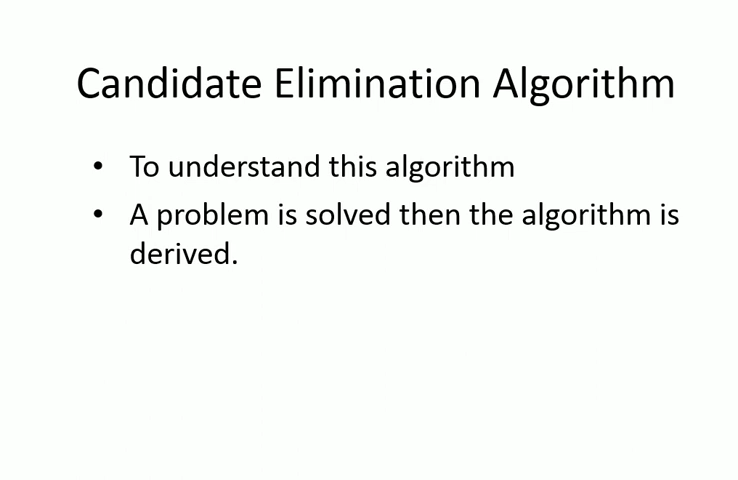 Candidate Elimination Algorithm
• To understand this algorithm
• A problem is solved then the algorithm is
derived.